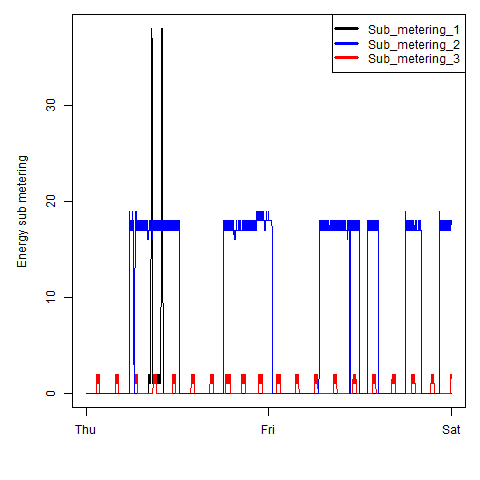 Sub_metering_1
Sub_metering_2
Sub_metering_3
Energy sub metering
30
20
10
0
Thu Fri Sat